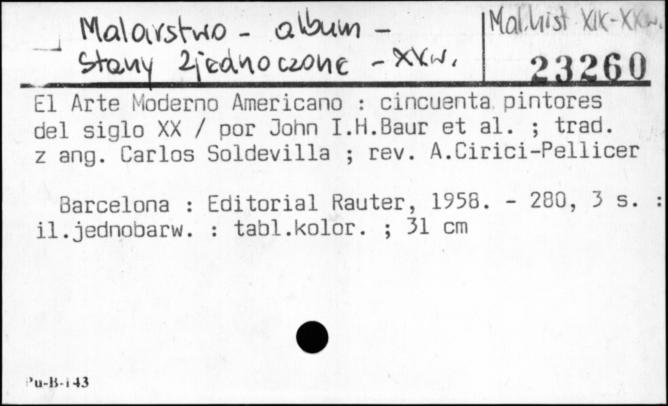 Malarstwo - album -
Stany Zjednoczone - XXw.
Mal.hist XIX-XXw.
23260
El Arte Moderno Americano : cincuenta pintores
del siglo XX / por John I.H.Baur et al. ; trad.
z ang. Carlos Soldevilla ; rev. A.Cirici-Pellicer
Barcelona : Editorial Rauter, 1958. - 280, 3 s. :
il.jednobarw. : tabl.kolor. ; 31 cm
Pu-B-143